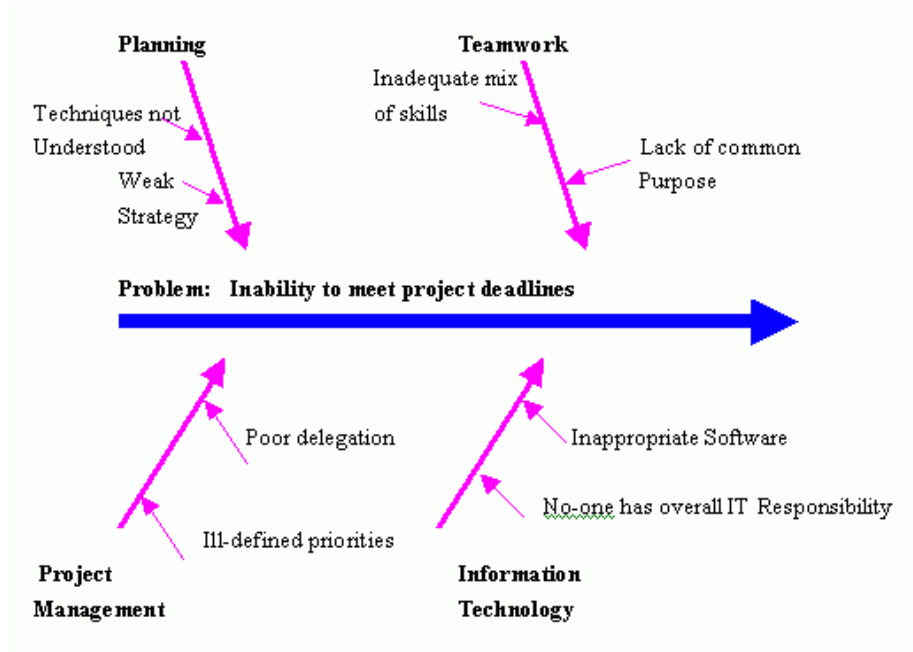 Planning
Teamwork
Inadequate mix
of skills
Techniques not
Understood
Lack of common
Purpose
Weak
Strategy
Problem: Inability to meet project deadlines
Poor delegation
Inappropriate Software
No-one has overall IT Responsibility
Ill-defined priorities
Project
Management
Information
Technology